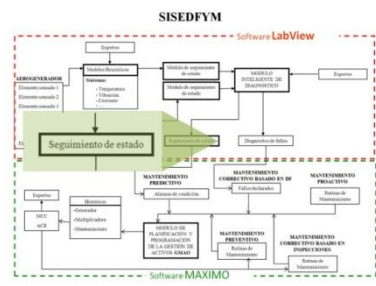 SISEDFYM
Software LabView
Expertos
Modelos Heurísticos
Síntomas:
- Temperatura
- Vibración
- Corriente
AEROGENERADOR
Elemento sensado 1
Elemento sensado 2
Elemento sensado 3
Módulo de seguimiento
de estado
Módulo de seguimiento
de estado
MODULO
INTELIGENTE DE
DIAGNOSTICO
Expertos
Seguimiento de estado
Diagnostico de fallos
MANTENIMIENTO
PREDICTIVO
Alarmas de condición
MANTENIMIENTO
CORRECTIVO BASADO EN DF
Fallos declarados
MANTENIMIENTO
PROACTIVO
Rutinas de
Mantenimiento
Expertos
MCC
ACR
Históricos
-Generador
-Multiplicadora
-Mantenimiento
MODULO DE
PLANIFICACIÓN Y
PROGRAMACIÓN
DE LA GESTIÓN DE
ACTIVOS GMAO
MANTENIMIENTO
PREVENTIVO
Rutinas de
Mantenimiento
MANTENIMIENTO
CORRECTIVO BASADO EN
INSPECCIONES
Rutinas de
Mantenimiento
Software MAXIMO